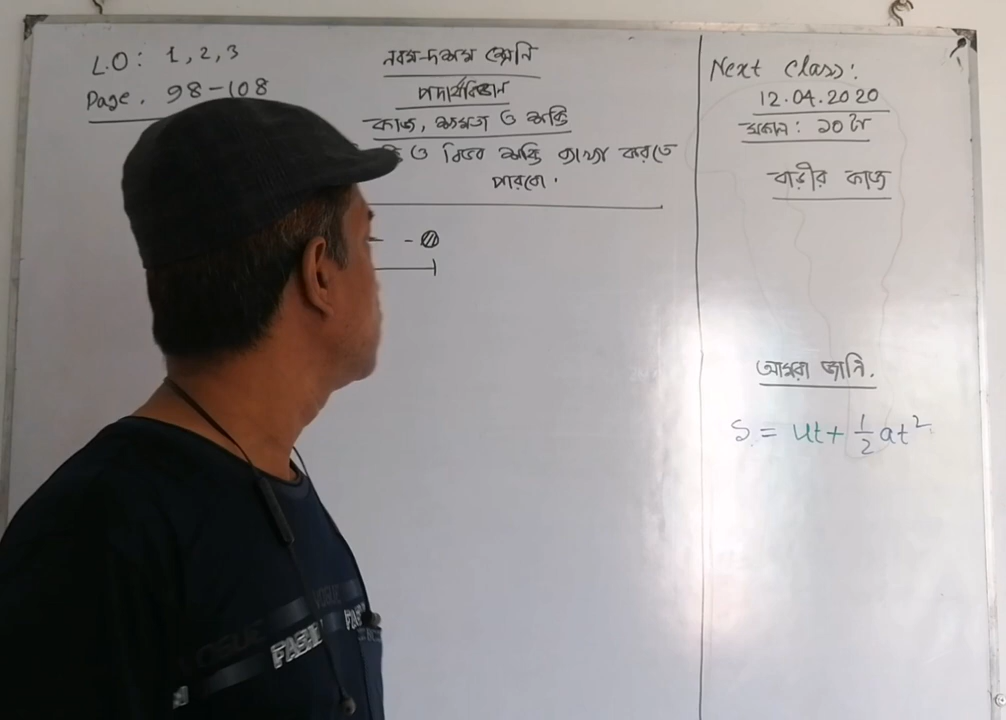 L.O: 1, 2, 3
Page. 98-108
নবম-দশম শ্রেণি
পদার্থবিজ্ঞান
কাজ, ক্ষমতা ও শক্তি
ও বিভব শক্তি ব্যাখ্যা করতে
পারবো.
Next Class:
12.04.2020
সকাল: ১০টা
বাড়ীর কাজ
আমরা জানি.
S = ut + 1/2 at²